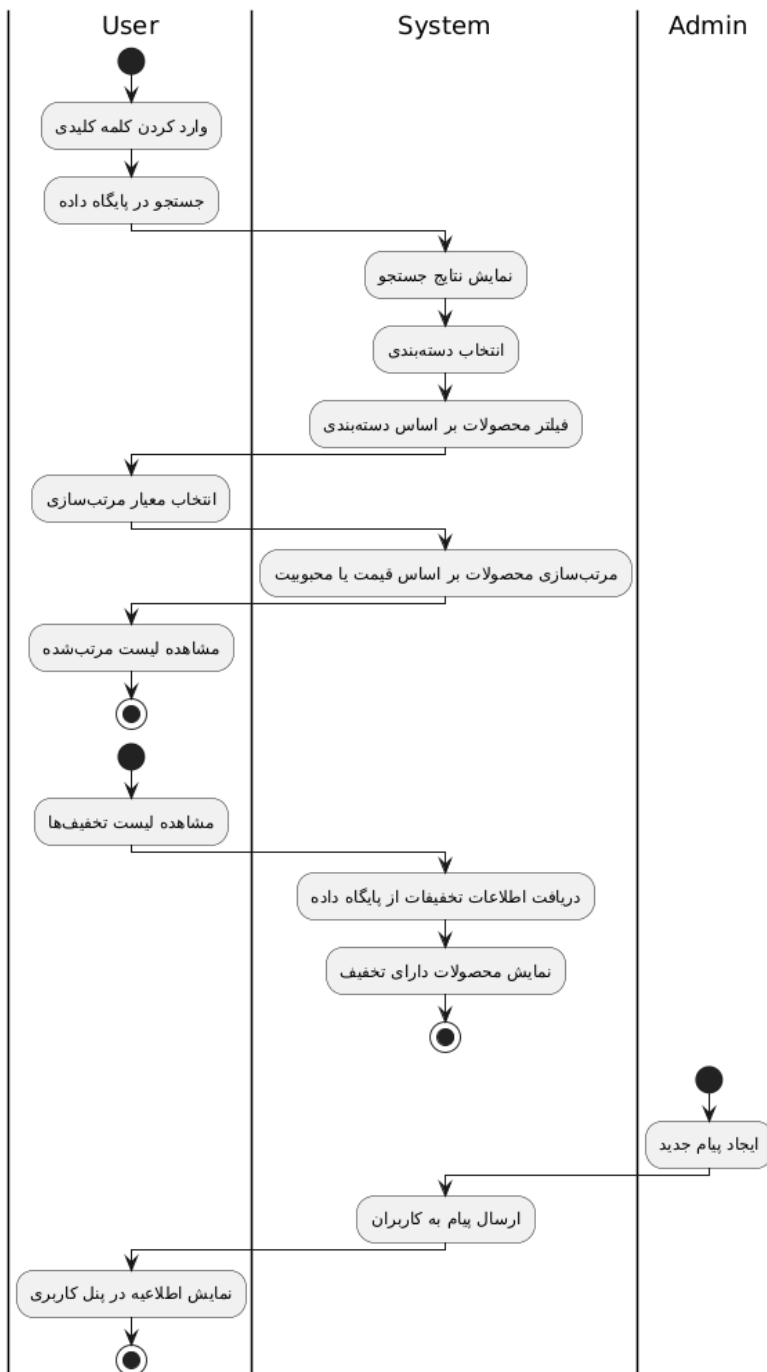 User
System
Admin
وارد کردن کلمه کلیدی
جستجو در پایگاه داده
نمایش نتایج جستجو
انتخاب دسته‌بندی
فیلتر محصولات بر اساس دسته‌بندی
انتخاب معیار مرتب‌سازی
مرتب‌سازی محصولات بر اساس قیمت یا محبوبیت
مشاهده لیست مرتب‌شده
مشاهده لیست تخفیف‌ها
دریافت اطلاعات تخفیفات از پایگاه داده
نمایش محصولات دارای تخفیف
ایجاد پیام جدید
ارسال پیام به کاربران
نمایش اطلاعیه در پنل کاربری